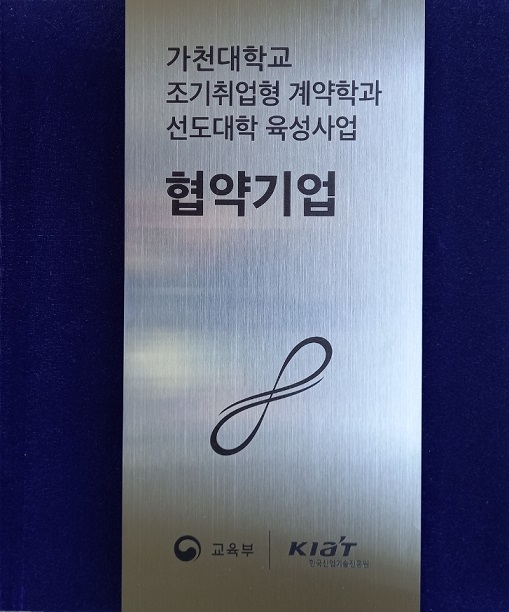 가천대학교
조기취업형 계약학과
선도대학 육성사업
협약기업
교육부
KIAT
한국산업기술진흥원